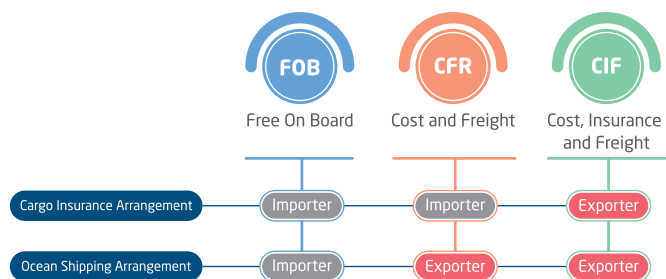 FOB CFR CIF
Free On Board Cost and Freight Cost, Insurance
and Freight
Cargo Insurance Arrangement Importer Importer Exporter
Ocean Shipping Arrangement Importer Exporter Exporter